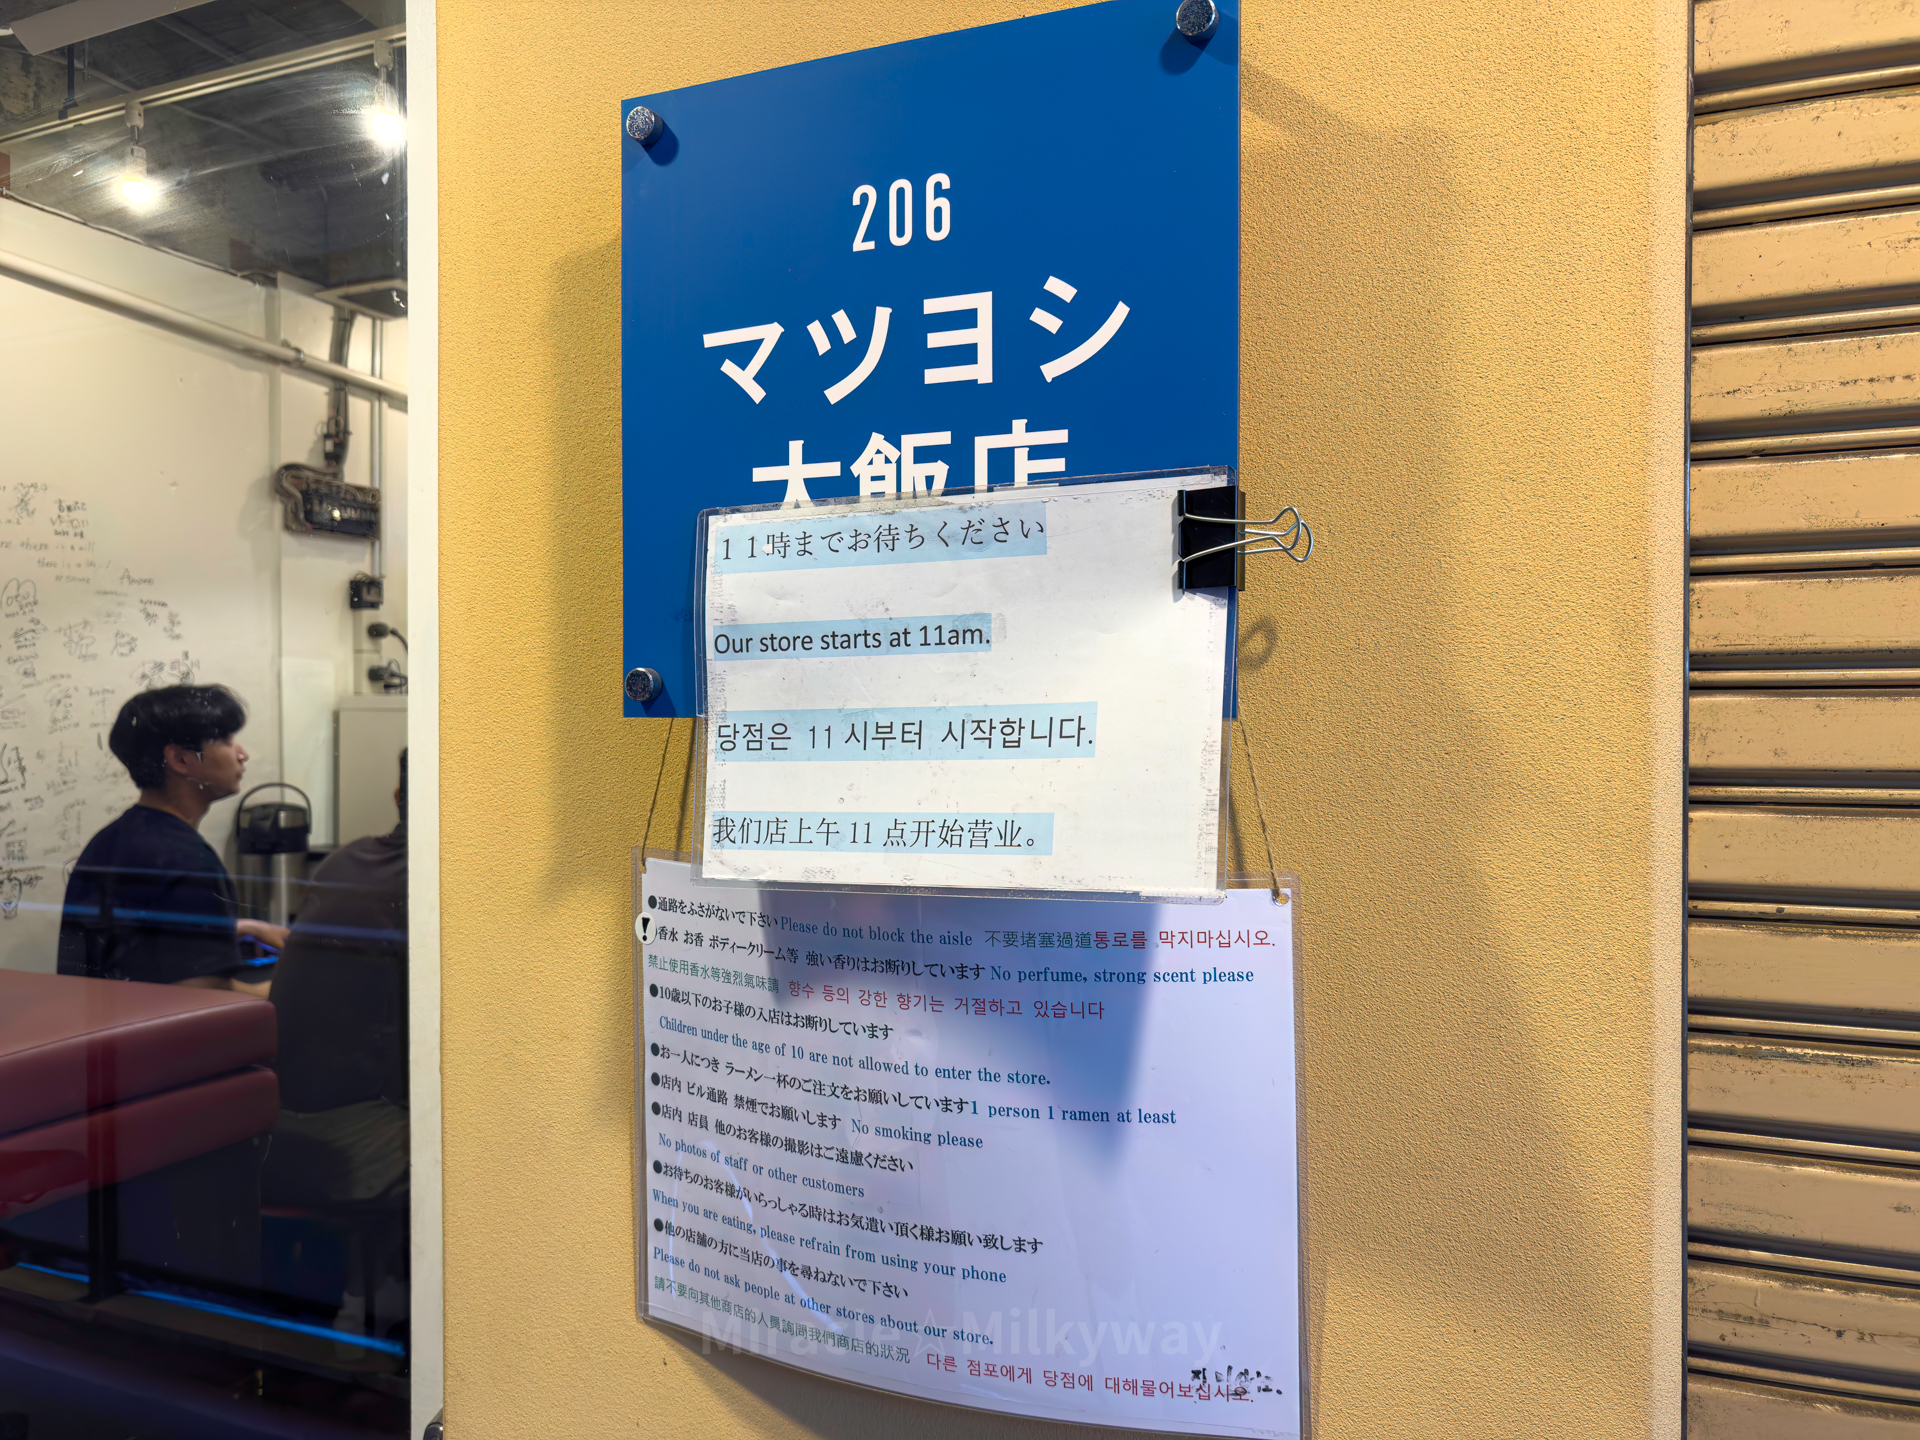 206
マツヨシ
大飯店
11時までお待ちください
Our store starts at 11am.
당점은 11시부터 시작합니다.
我们店上午 11 点开始营业。
●通路をふさがないで下さい Please do not block the aisle 不要堵塞過道 통로를 막지마십시오.
香水 お香 ボディークリーム等 強い香りはお断りしています No perfume, strong scent please
禁止使用香水等強烈氣味請 향수 등의 강한 향기는 거절하고 있습니다
●10歳以下のお子様の入店はお断りしています
Children under the age of 10 are not allowed to enter the store.
●お一人につき ラーメン一杯のご注文をお願いしています1 person 1 ramen at least
●店内 ビル通路 禁煙でお願いします No smoking please
●店内 店員 他のお客様の撮影はご遠慮ください
No photos of staff or other customers
●お待ちのお客様がいらっしゃる時はお気遣い頂く様お願い致します
When you are eating, please refrain from using your phone
●他の店舗の方に当店の事を尋ねないで下さい
Please do not ask people at other stores about our store.
請不要向其他商店的人員詢問我們商店的狀況 다른 점포에게 당점에 대해물어보십시오.
Miracle☆Milkyway